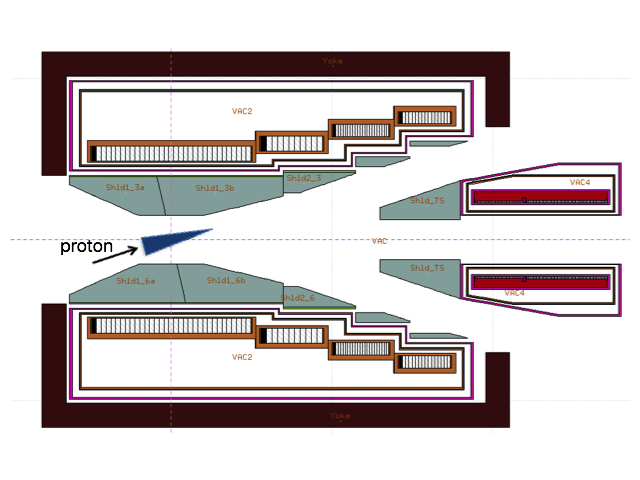 Yoke
VAC2
Shld1_3a
Shld1_3b
Shld2_3
Shld_TS
VAC4
proton
VAC
Shld1_6a
Shld1_6b
Shld2_6
Shld_TS
VAC4
VAC2
Yoke